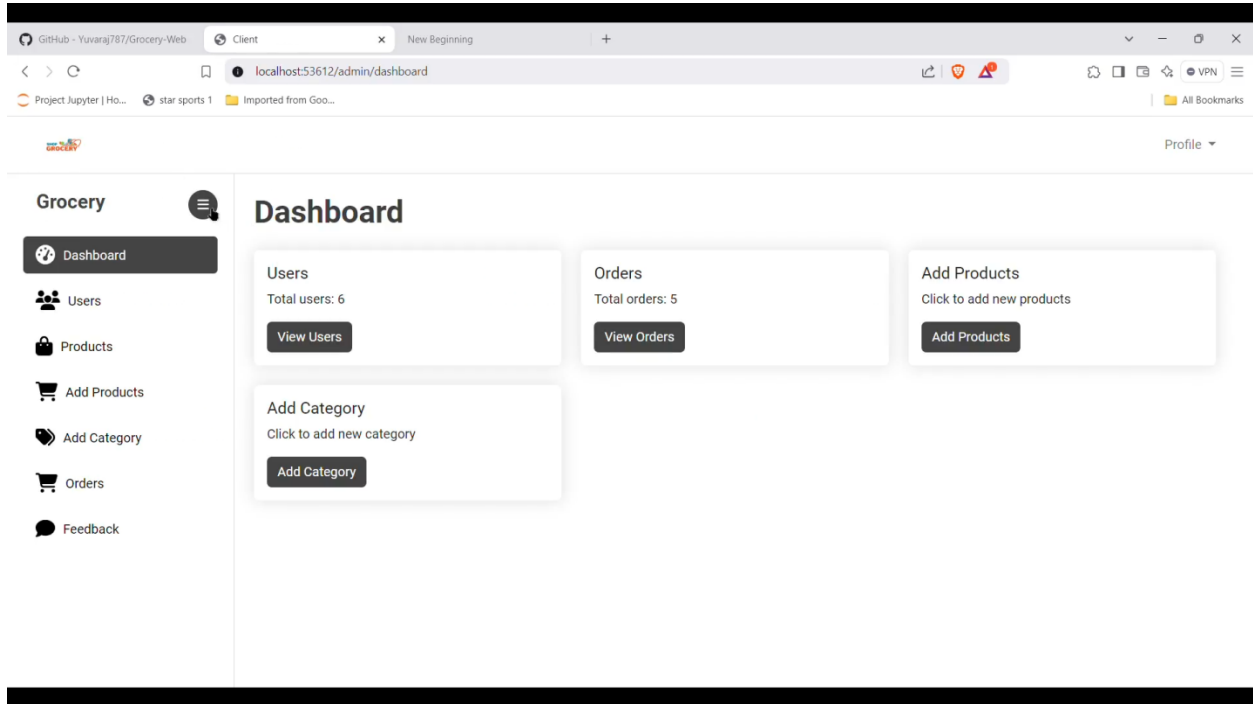 GitHub - Yuvaraj787/Grocery-Web Client New Beginning
localhost:53612/admin/dashboard VPN
Project Jupyter | Ho... star sports 1 Imported from Goo... All Bookmarks
GROCERY
Profile
Grocery
Dashboard
Users
Products
Add Products
Add Category
Orders
Feedback
Dashboard
Users
Total users: 6
View Users
Orders
Total orders: 5
View Orders
Add Products
Click to add new products
Add Products
Add Category
Click to add new category
Add Category